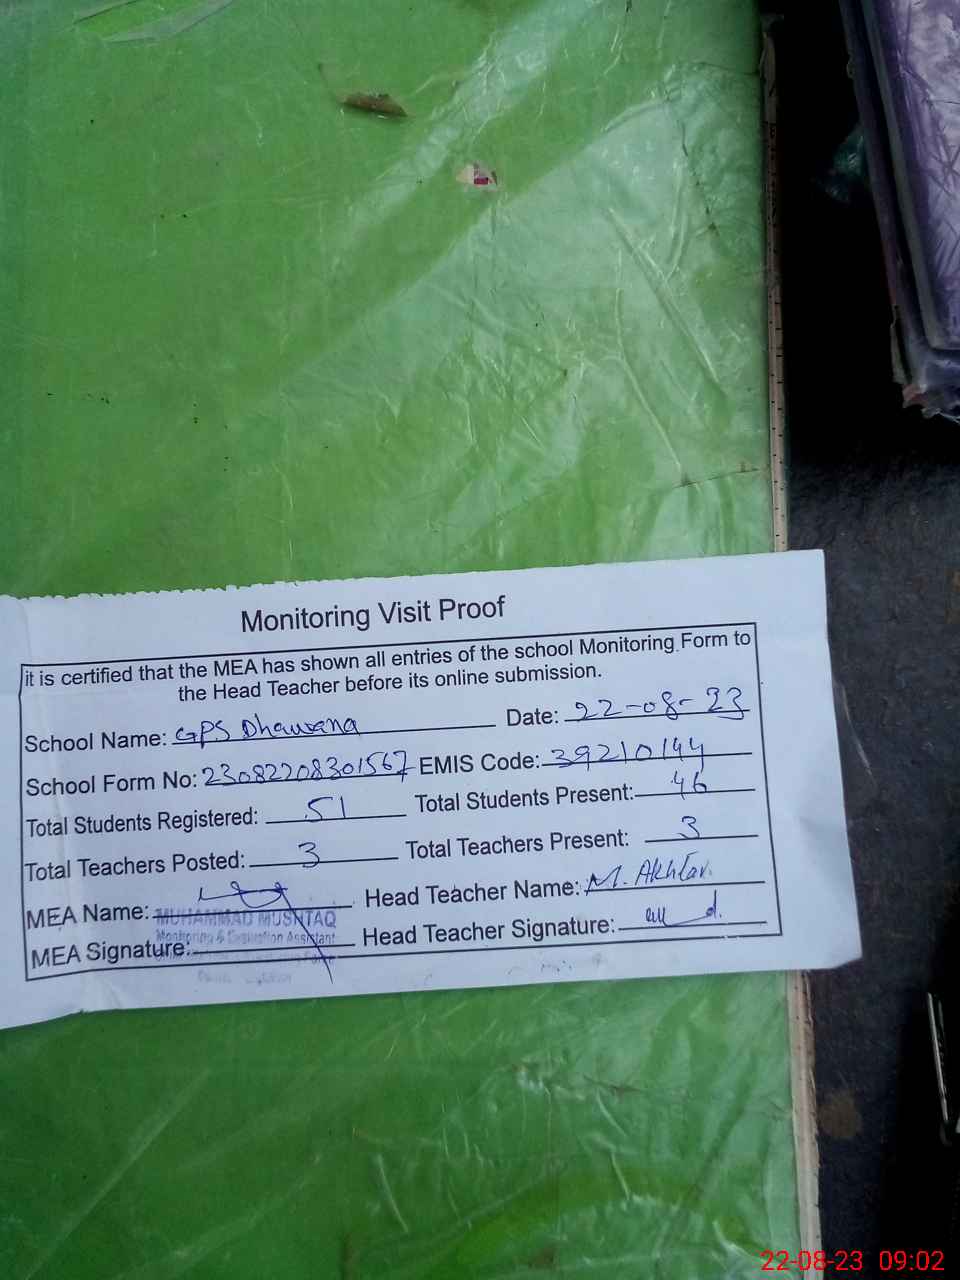 Monitoring Visit Proof
it is certified that the MEA has shown all entries of the school Monitoring Form to
the Head Teacher before its online submission.
School Name: GPS Dhawana Date: 22-08-23
School Form No: 23082208301567 EMIS Code: 39210144
Total Students Registered: 51 Total Students Present: 46
Total Teachers Posted: 3 Total Teachers Present: 3
MEA Name: Head Teacher Name: M. Akhtar.
MUHAMMAD MUSHTAQ
Monitoring & Evaluation Assistant
MEA Signature: Head Teacher Signature:
22-08-23 09:02